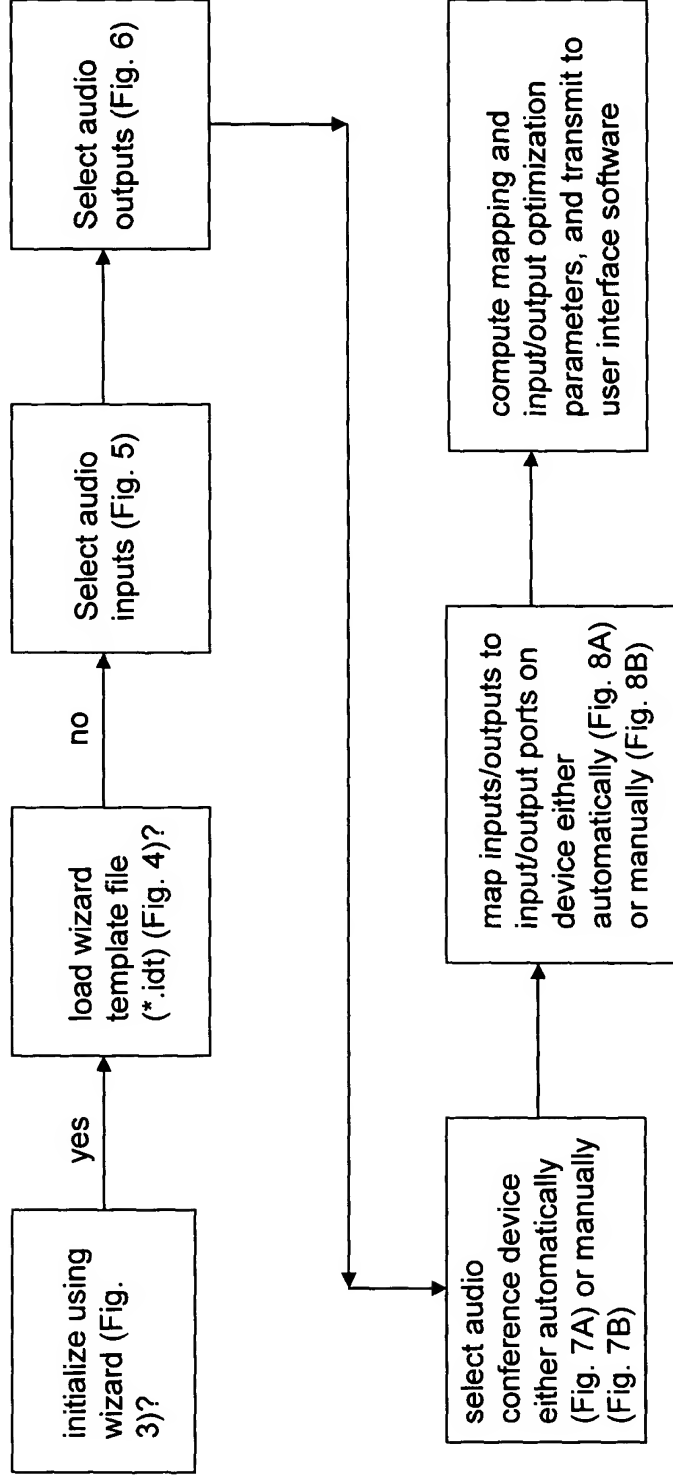 initialize using
wizard (Fig.
3)?
yes
load wizard
template file
(*.idt) (Fig. 4)?
no
Select audio
inputs (Fig. 5)
Select audio
outputs (Fig. 6)
select audio
conference device
either automatically
(Fig. 7A) or manually
(Fig. 7B)
map inputs/outputs to
input/output ports on
device either
automatically (Fig. 8A)
or manually (Fig. 8B)
compute mapping and
input/output optimization
parameters, and transmit to
user interface software